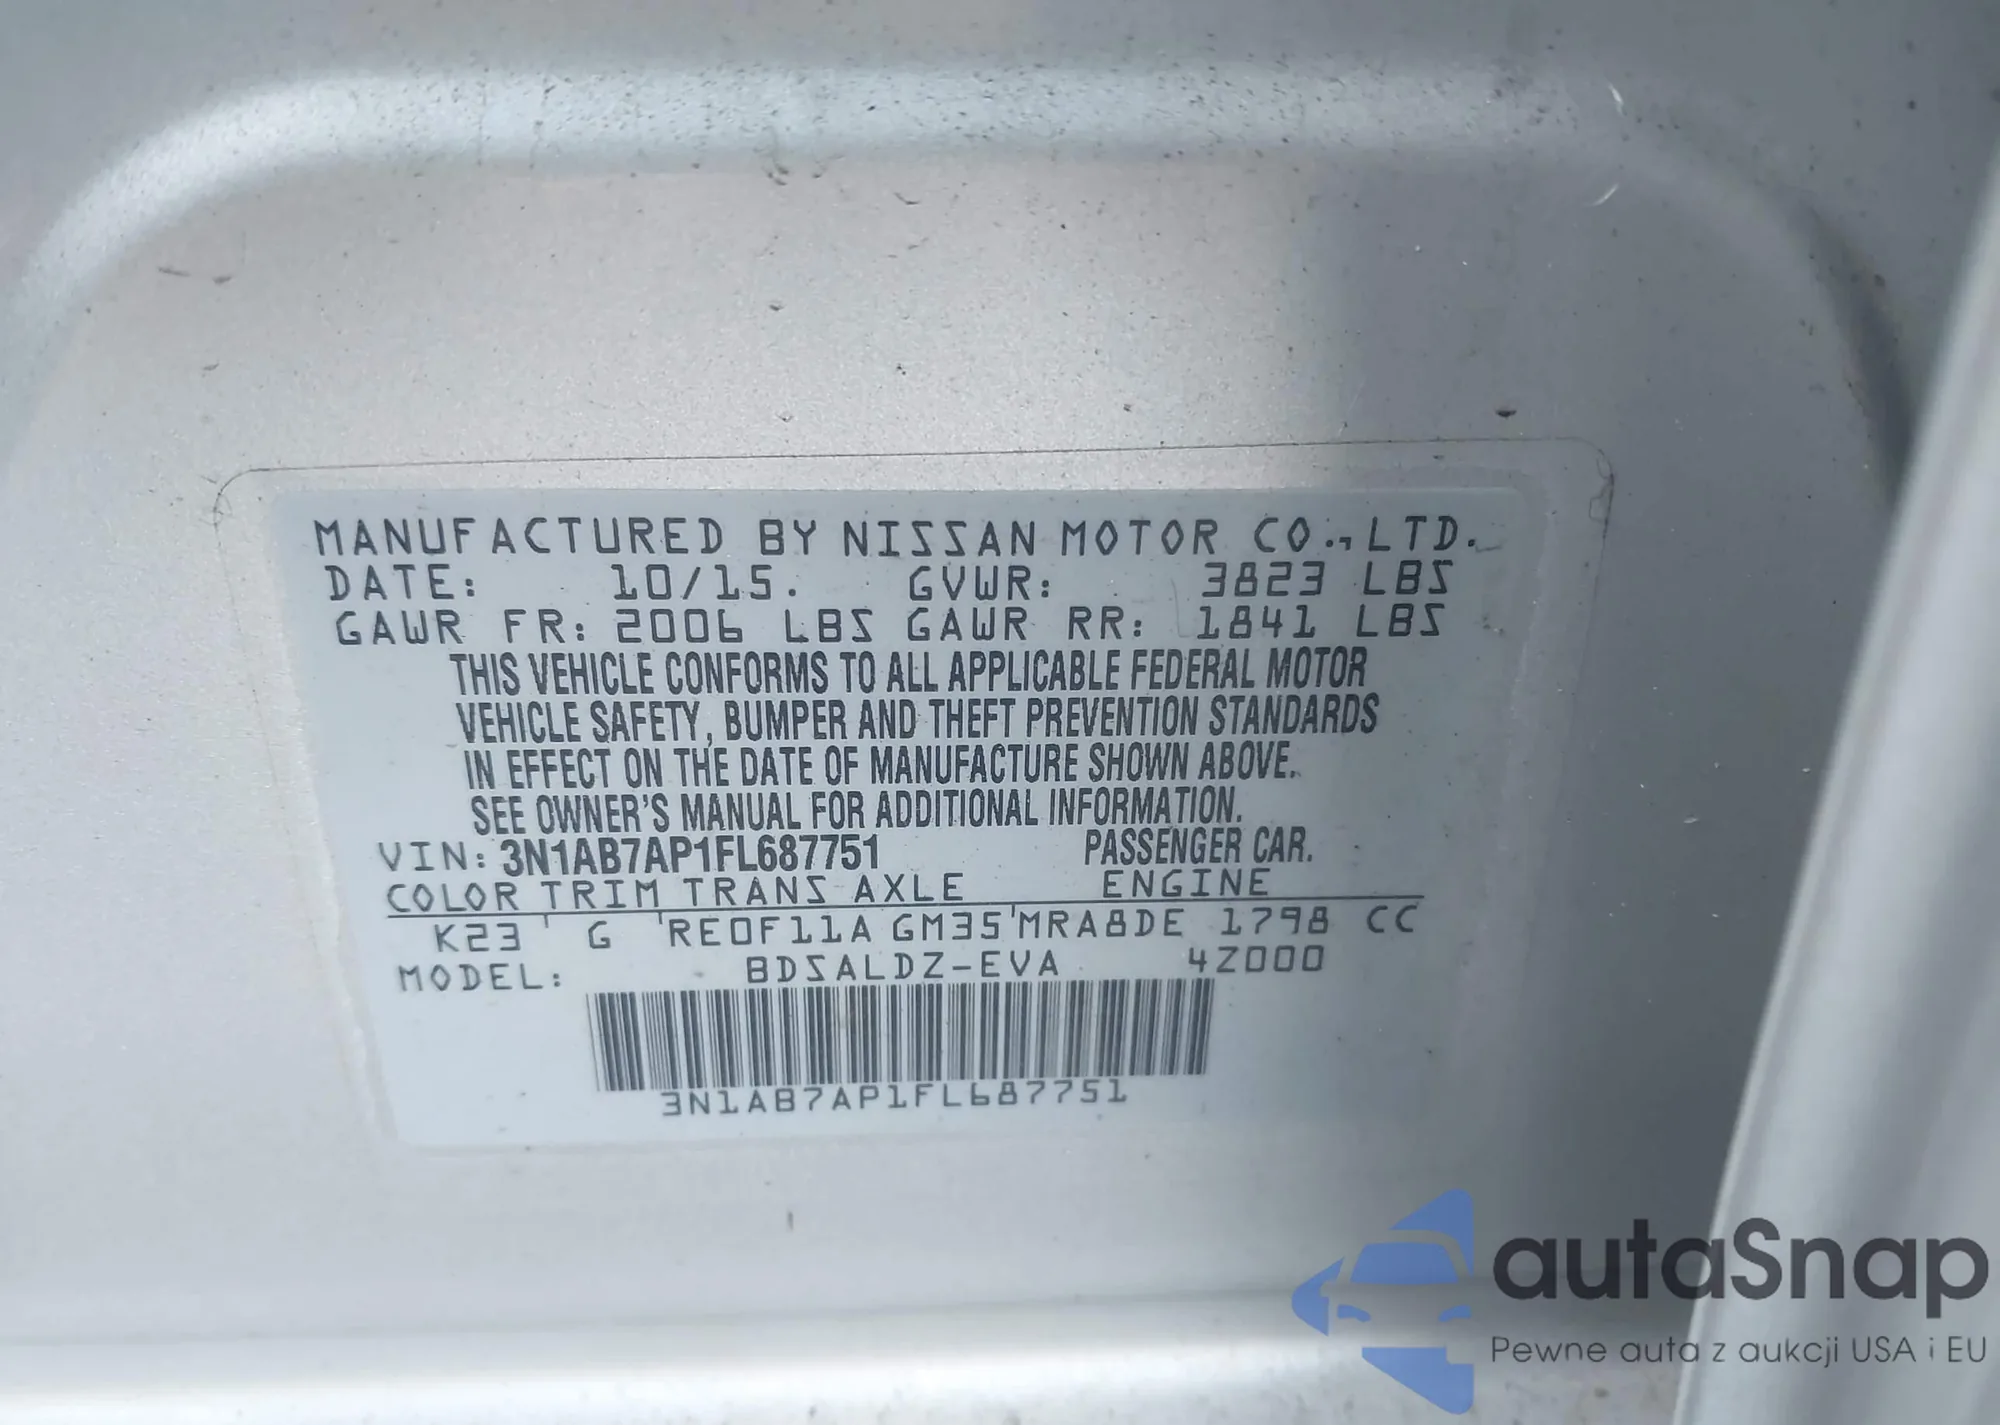 MANUFACTURED BY NISSAN MOTOR CO., LTD.
DATE: 10/15. GVWR: 3823 LBS
GAWR FR: 2006 LBS GAWR RR: 1841 LBS
THIS VEHICLE CONFORMS TO ALL APPLICABLE FEDERAL MOTOR
VEHICLE SAFETY, BUMPER AND THEFT PREVENTION STANDARDS
IN EFFECT ON THE DATE OF MANUFACTURE SHOWN ABOVE.
SEE OWNER'S MANUAL FOR ADDITIONAL INFORMATION.
VIN: 3N1AB7AP1FL687751 PASSENGER CAR.
COLOR TRIM TRANS AXLE ENGINE
K23 G RE0F11A GM35 MRA8DE 1798 CC
MODEL: BDSALDZ-EVA 4Z000
3N1AB7AP1FL687751
autaSnap
Pewne auta z aukcji USA i EU